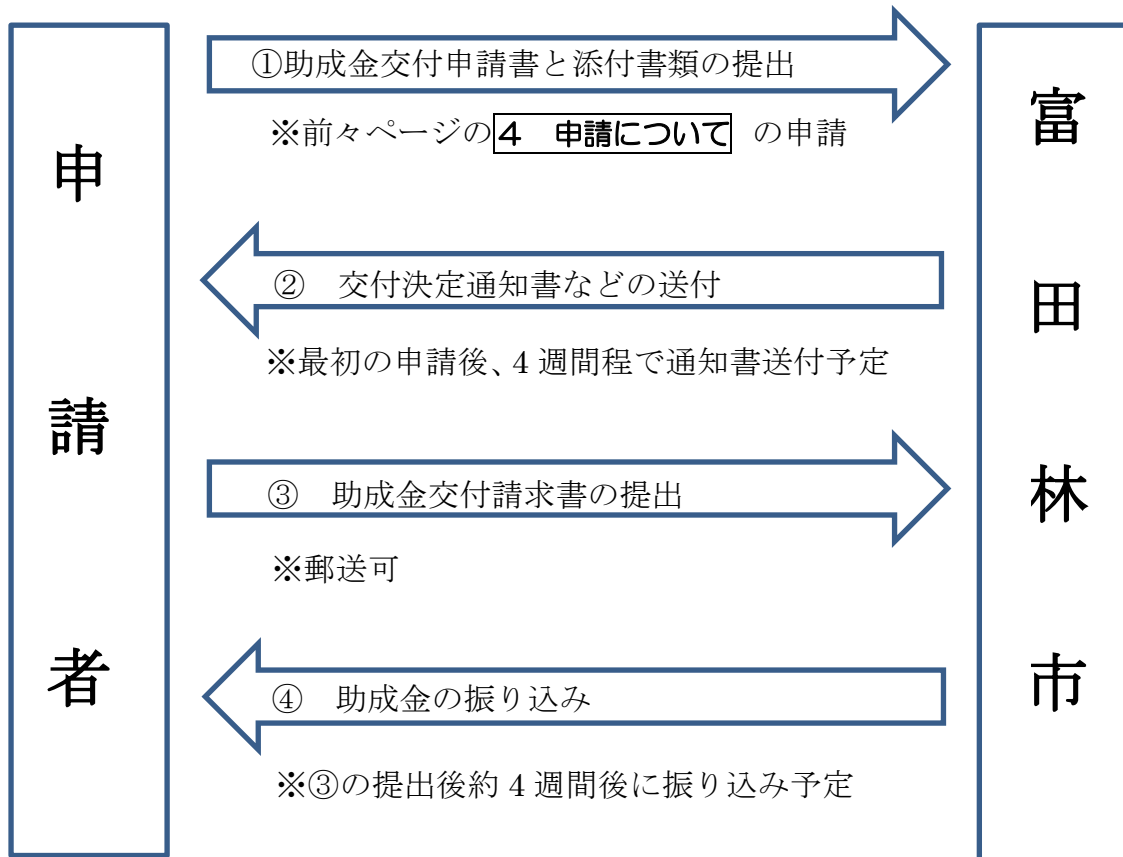 申請者
①助成金交付申請書と添付書類の提出
※前々ページの４　申請について の申請
②　交付決定通知書などの送付
※最初の申請後、4 週間程で通知書送付予定
③　助成金交付請求書の提出
※郵送可
④　助成金の振り込み
※③の提出後約 4 週間後に振り込み予定
富田林市